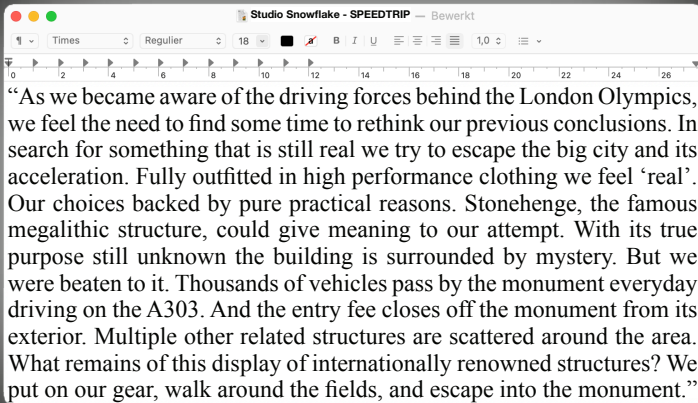 Studio Snowflake - SPEEDTRIP — Bewerkt
¶ Times Regulier 18 a B I U 1,0
0 2 4 6 8 10 12 14 16 18 20 22 24 26
“As we became aware of the driving forces behind the London Olympics,
we feel the need to find some time to rethink our previous conclusions. In
search for something that is still real we try to escape the big city and its
acceleration. Fully outfitted in high performance clothing we feel ‘real’.
Our choices backed by pure practical reasons. Stonehenge, the famous
megalithic structure, could give meaning to our attempt. With its true
purpose still unknown the building is surrounded by mystery. But we
were beaten to it. Thousands of vehicles pass by the monument everyday
driving on the A303. And the entry fee closes off the monument from its
exterior. Multiple other related structures are scattered around the area.
What remains of this display of internationally renowned structures? We
put on our gear, walk around the fields, and escape into the monument.”